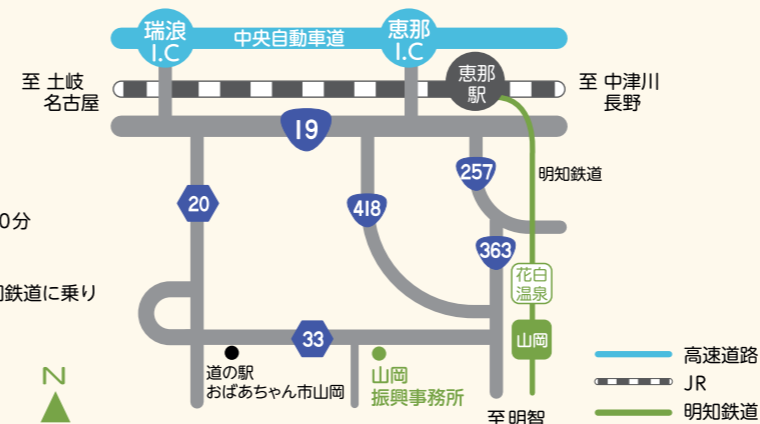 瑞浪
I.C
中央自動車道
恵那
I.C
至 土岐
名古屋
恵那
駅
至 中津川
長野
19
20
418
257
明知鉄道
363
0分
鉄道に乗り
花白
温泉
33
山岡
道の駅
おばあちゃん市山岡
山岡
振興事務所
至明智
N
高速道路
JR
明知鉄道